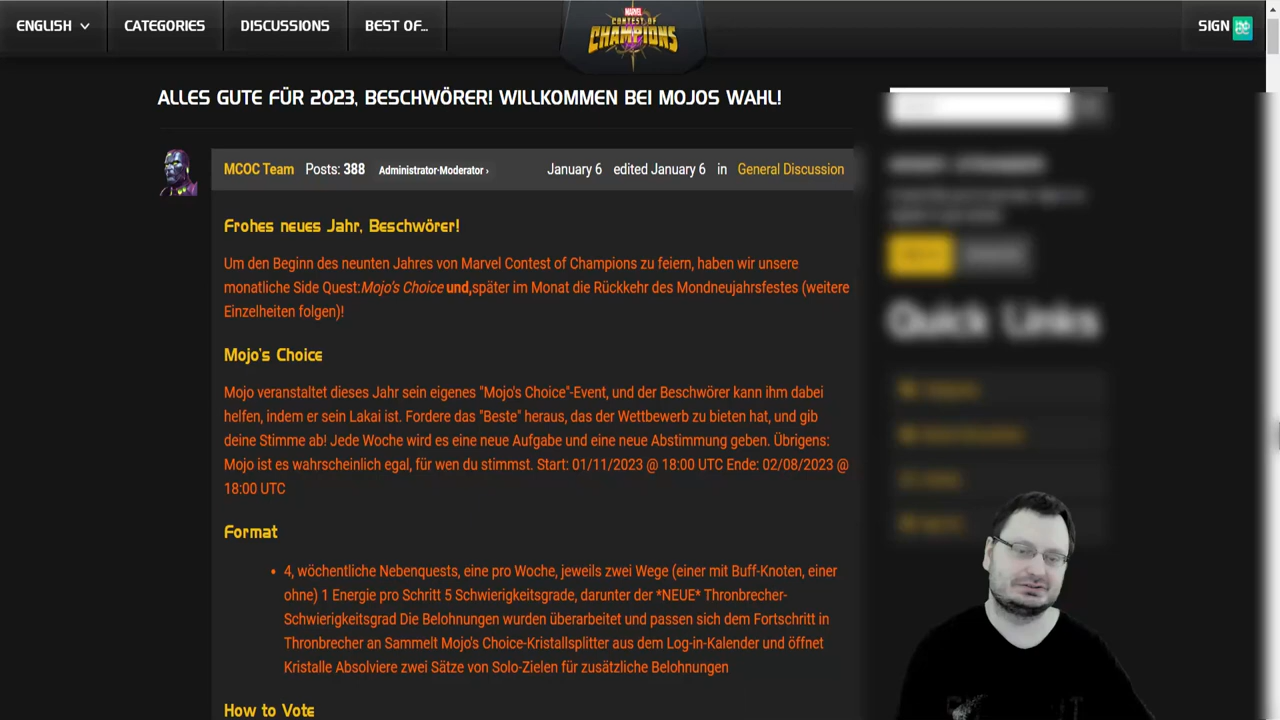 ENGLISH CATEGORIES DISCUSSIONS BEST OF... MARVEL CONTEST OF CHAMPIONS SIGN
ALLES GUTE FÜR 2023, BESCHWÖRER! WILLKOMMEN BEI MOJOS WAHL!
MCOC Team Posts: 388 Administrator-Moderator › January 6 edited January 6 in General Discussion
Frohes neues Jahr, Beschwörer!
Um den Beginn des neunten Jahres von Marvel Contest of Champions zu feiern, haben wir unsere
monatliche Side Quest:Mojo's Choice und,später im Monat die Rückkehr des Mondneujahrsfestes (weitere
Einzelheiten folgen)!
Mojo's Choice
Mojo veranstaltet dieses Jahr sein eigenes "Mojo's Choice"-Event, und der Beschwörer kann ihm dabei
helfen, indem er sein Lakai ist. Fordere das "Beste" heraus, das der Wettbewerb zu bieten hat, und gib
deine Stimme ab! Jede Woche wird es eine neue Aufgabe und eine neue Abstimmung geben. Übrigens:
Mojo ist es wahrscheinlich egal, für wen du stimmst. Start: 01/11/2023 @ 18:00 UTC Ende: 02/08/2023 @
18:00 UTC
Format
• 4, wöchentliche Nebenquests, eine pro Woche, jeweils zwei Wege (einer mit Buff-Knoten, einer
ohne) 1 Energie pro Schritt 5 Schwierigkeitsgrade, darunter der *NEUE* Thronbrecher-
Schwierigkeitsgrad Die Belohnungen wurden überarbeitet und passen sich dem Fortschritt in
Thronbrecher an Sammelt Mojo's Choice-Kristallsplitter aus dem Log-in-Kalender und öffnet
Kristalle Absolviere zwei Sätze von Solo-Zielen für zusätzliche Belohnungen
How to Vote
Quick Links